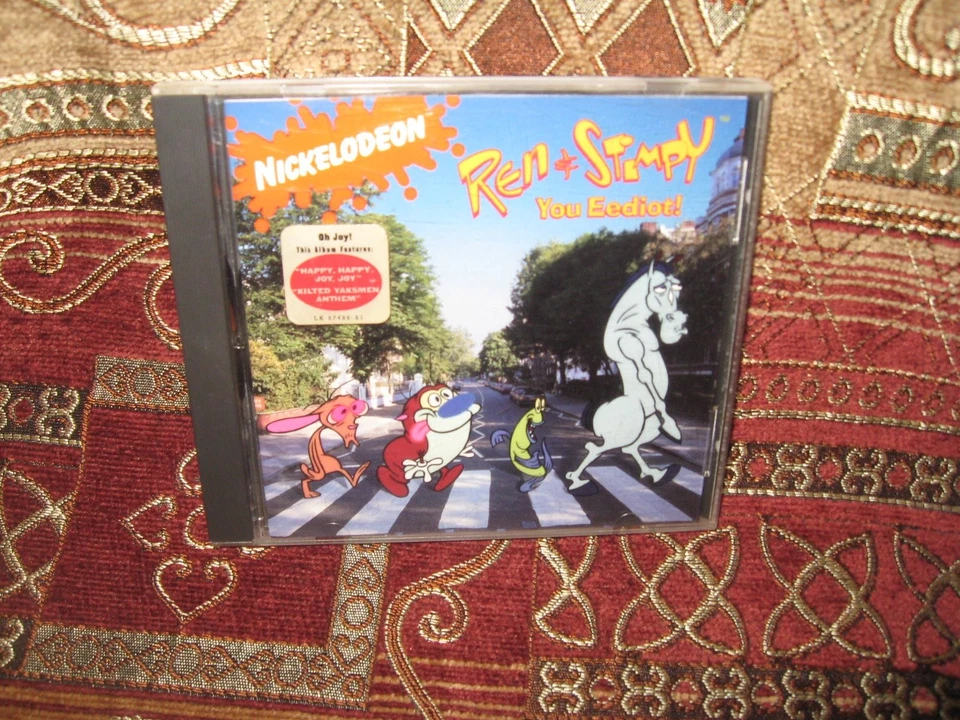 NICKELODEON
REN + STIMPY
You Eediot!
Oh Joy!
This Album Features:
"HAPPY, HAPPY,
JOY, JOY"
"KILTED YAKSMEN
ANTHEM"